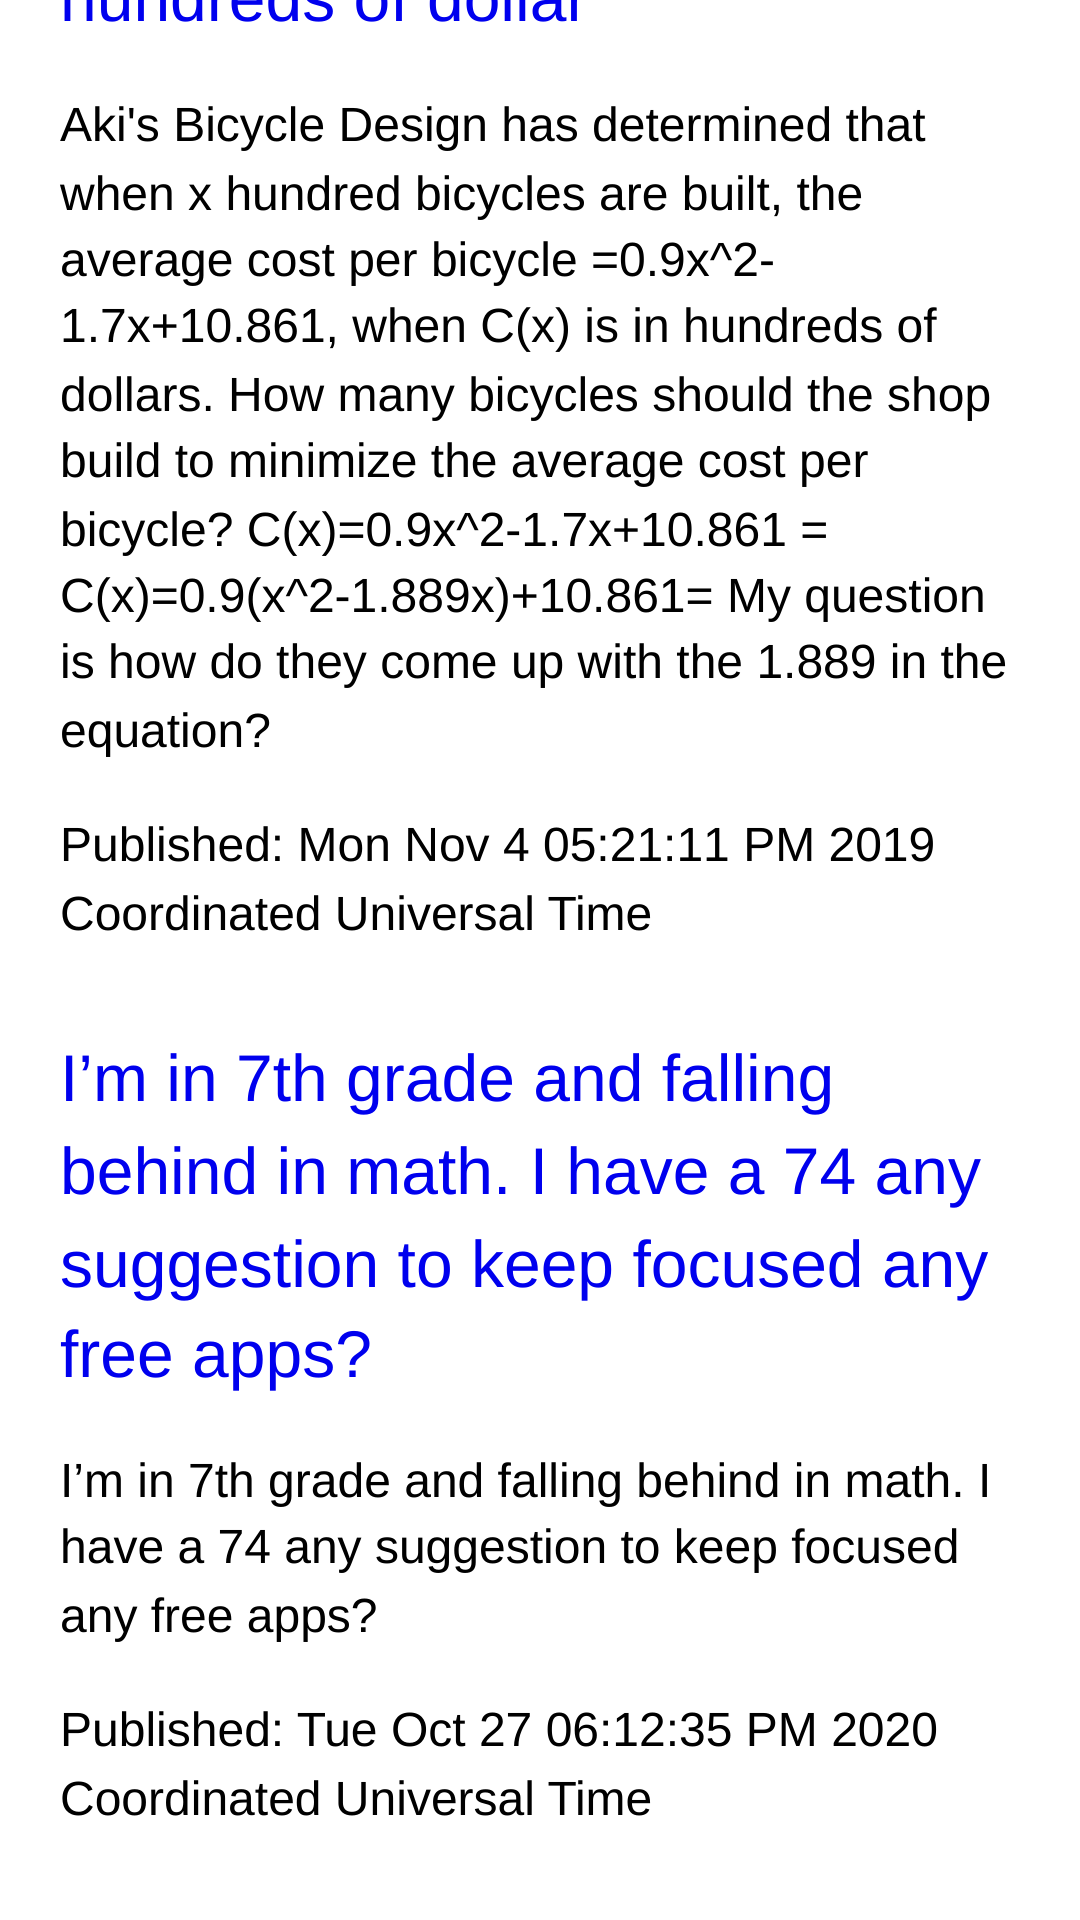 hundreds of dollar
Aki's Bicycle Design has determined that
when x hundred bicycles are built, the
average cost per bicycle =0.9x^2-
1.7x+10.861, when C(x) is in hundreds of
dollars. How many bicycles should the shop
build to minimize the average cost per
bicycle? C(x)=0.9x^2-1.7x+10.861 =
C(x)=0.9(x^2-1.889x)+10.861= My question
is how do they come up with the 1.889 in the
equation?
Published: Mon Nov 4 05:21:11 PM 2019
Coordinated Universal Time
I’m in 7th grade and falling
behind in math. I have a 74 any
suggestion to keep focused any
free apps?
I’m in 7th grade and falling behind in math. I
have a 74 any suggestion to keep focused
any free apps?
Published: Tue Oct 27 06:12:35 PM 2020
Coordinated Universal Time